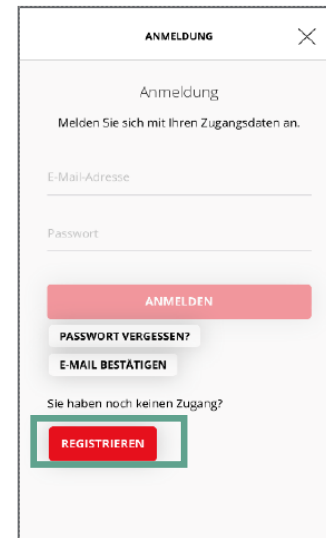 ANMELDUNG
Anmeldung
Melden Sie sich mit Ihren Zugangsdaten an.
E-Mail-Adresse
Passwort
ANMELDEN
PASSWORT VERGESSEN?
E-MAIL BESTÄTIGEN
Sie haben noch keinen Zugang?
REGISTRIEREN